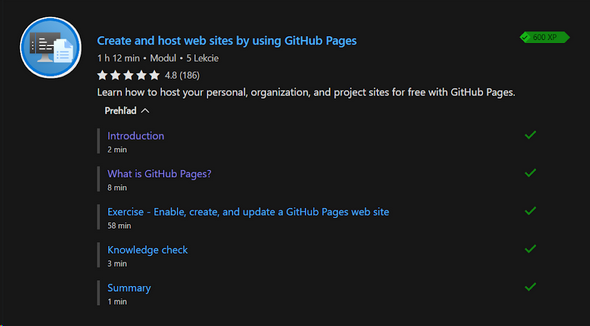 Create and host web sites by using GitHub Pages
600 XP
1 h 12 min • Modul • 5 Lekcie
4.8 (186)
Learn how to host your personal, organization, and project sites for free with GitHub Pages.
Prehľad
Introduction
2 min
What is GitHub Pages?
8 min
Exercise - Enable, create, and update a GitHub Pages web site
58 min
Knowledge check
3 min
Summary
1 min